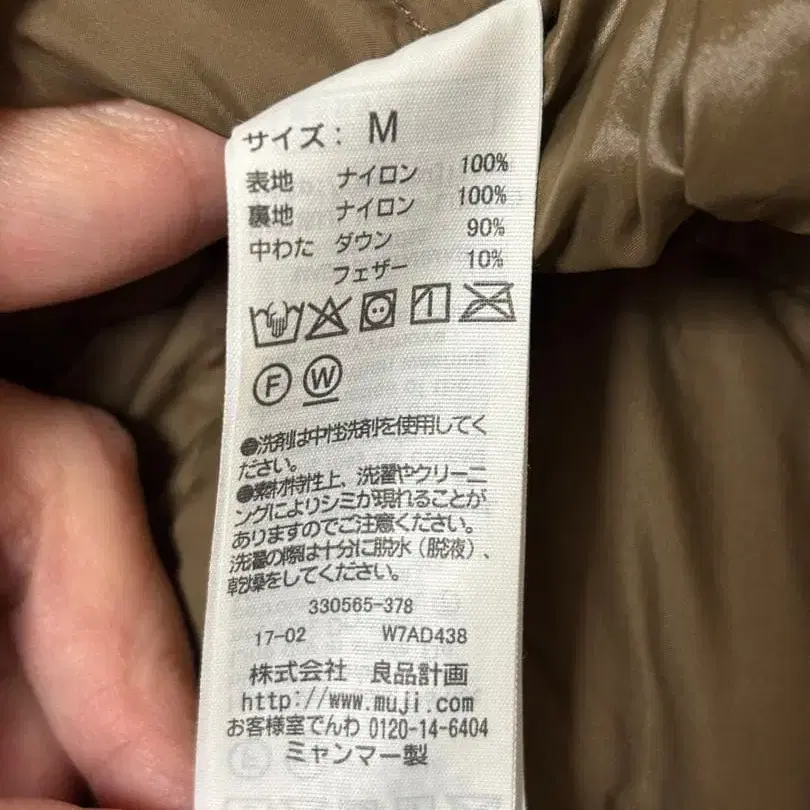 サイズ: M
表地 ナイロン 100%
裏地 ナイロン 100%
中わた ダウン 90%
フェザー 10%
F W
●洗剤は中性洗剤を使用してく
ださい。
●素材特性上、洗濯やクリーニ
ングによりシミが現れることが
ありますのでご注意ください。
洗濯の際は十分に脱水（脱液）、
乾燥をしてください。
330565-378
17-02 W7AD438
株式会社 良品計画
http://www.muji.com
お客様室でんわ 0120-14-6404
ミャンマー製